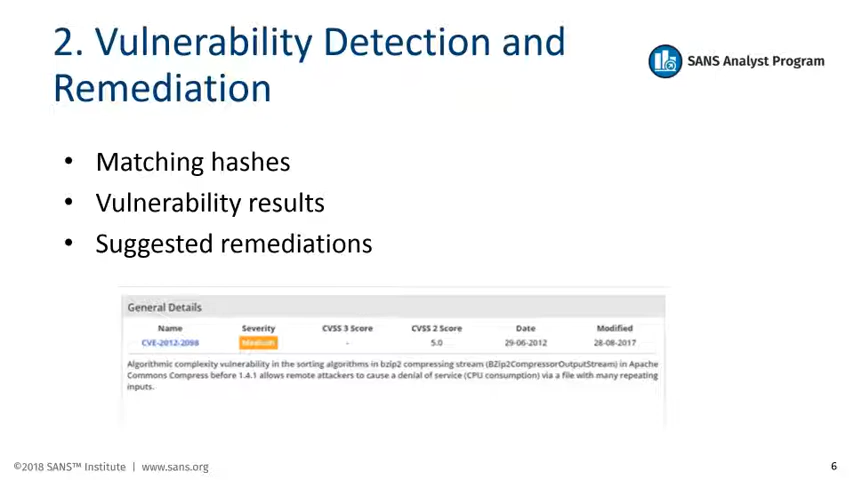 2. Vulnerability Detection and
Remediation
SANS Analyst Program
• Matching hashes
• Vulnerability results
• Suggested remediations
General Details
Name Severity CVSS 3 Score CVSS 2 Score Date Modified
CVE-2012-2098 Medium - 5.0 29-06-2012 28-08-2017
Algorithmic complexity vulnerability in the sorting algorithms in bzip2 compressing stream (BZip2CompressorOutputStream) in Apache
Commons Compress before 1.4.1 allows remote attackers to cause a denial of service (CPU consumption) via a file with many repeating
inputs.
©2018 SANS™ Institute | www.sans.org
6